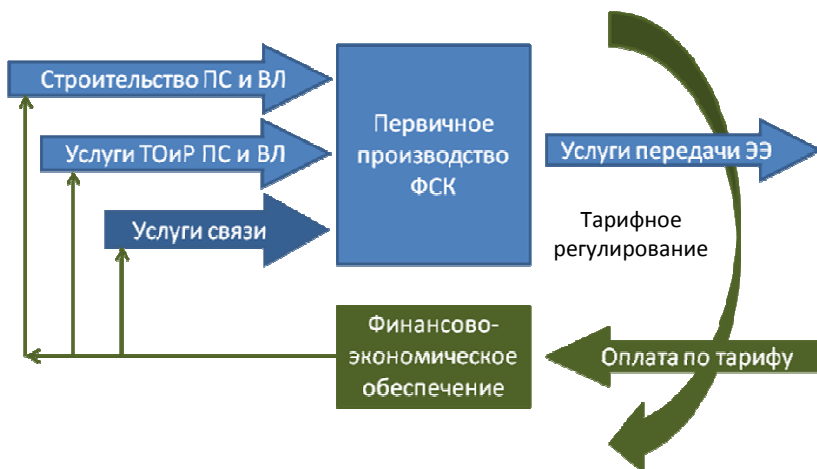 Строительство ПС и ВЛ
Услуги ТОиР ПС и ВЛ
Услуги связи
Первичное
производство
ФСК
Услуги передачи ЭЭ
Тарифное
регулирование
Финансово-
экономическое
обеспечение
Оплата по тарифу